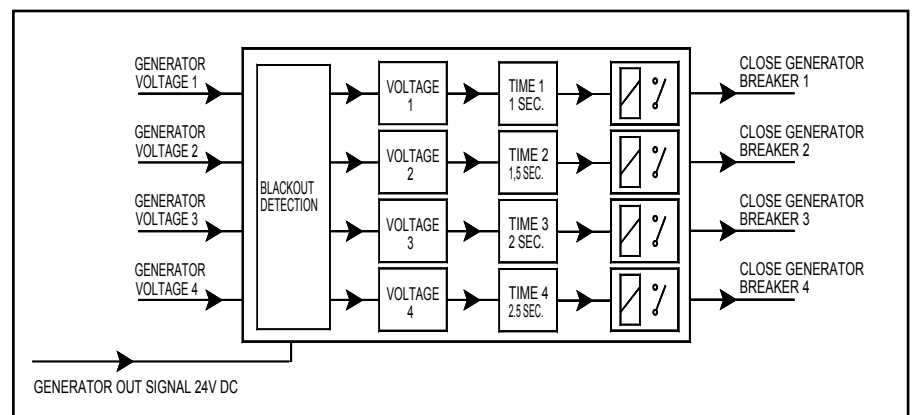 GENERATOR
VOLTAGE 1
GENERATOR
VOLTAGE 2
GENERATOR
VOLTAGE 3
GENERATOR
VOLTAGE 4
BLACKOUT
DETECTION
VOLTAGE
1
TIME 1
1 SEC.
CLOSE GENERATOR
BREAKER 1
VOLTAGE
2
TIME 2
1,5 SEC.
CLOSE GENERATOR
BREAKER 2
VOLTAGE
3
TIME 3
2 SEC.
CLOSE GENERATOR
BREAKER 3
VOLTAGE
4
TIME 4
2.5 SEC.
CLOSE GENERATOR
BREAKER 4
GENERATOR OUT SIGNAL 24V DC